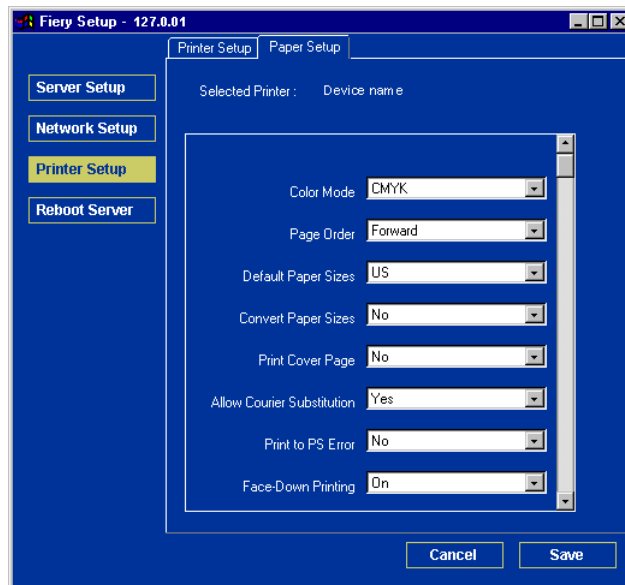 Fiery Setup - 127.0.01
Printer Setup
Paper Setup
Server Setup
Network Setup
Printer Setup
Reboot Server
Selected Printer : Device name
Color Mode CMYK
Page Order Forward
Default Paper Sizes US
Convert Paper Sizes No
Print Cover Page No
Allow Courier Substitution Yes
Print to PS Error No
Face-Down Printing On
Cancel
Save